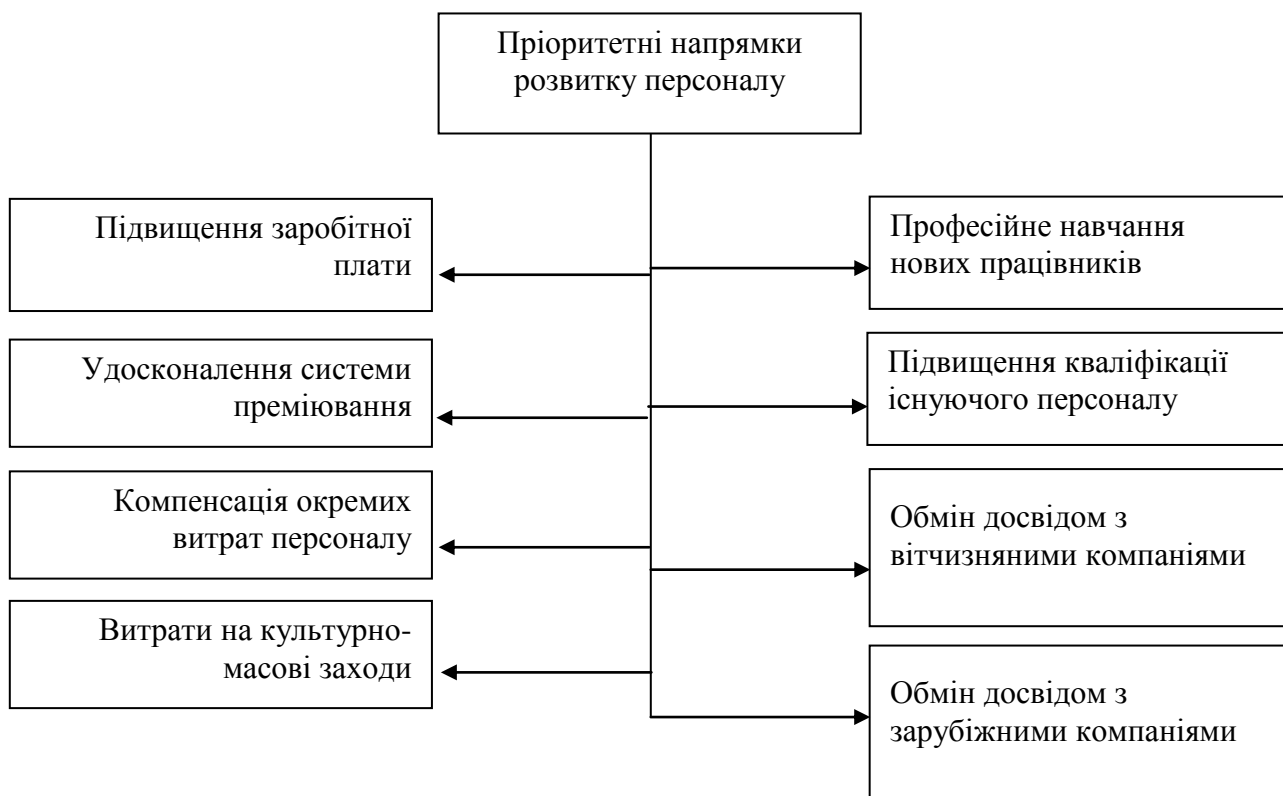 Пріоритетні напрямки
розвитку персоналу
Підвищення заробітної
плати
Професійне навчання
нових працівників
Удосконалення системи
преміювання
Підвищення кваліфікації
існуючого персоналу
Компенсація окремих
витрат персоналу
Обмін досвідом з
вітчизняними компаніями
Витрати на культурно-
масові заходи
Обмін досвідом з
зарубіжними компаніями